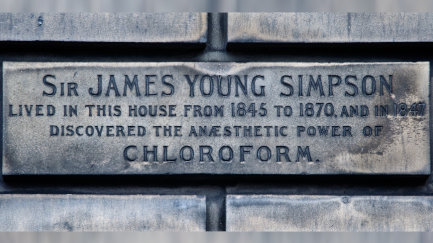 SIR JAMES YOUNG SIMPSON
LIVED IN THIS HOUSE FROM 1845 TO 1870, AND IN 1847
DISCOVERED THE ANÆSTHETIC POWER OF
CHLOROFORM.